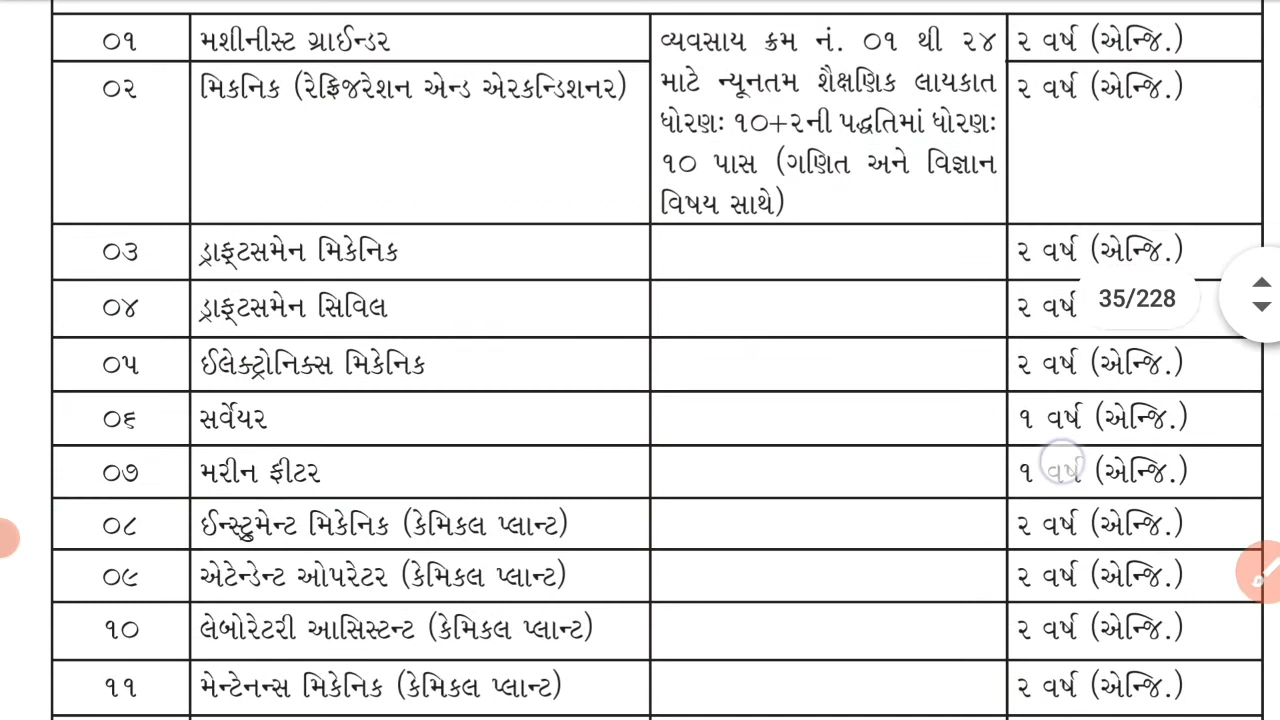 ૦૧ મશીનીસ્ટ ગ્રાઈન્ડર વ્યવસાય ક્રમ નં. ૦૧ થી ૨૪ ૨ વર્ષ (એન્જિ.)
૦૨ મિકનિક (રેફ્રિજરેશન એન્ડ એરકન્ડિશનર) માટે ન્યૂનતમ શૈક્ષણિક લાયકાત ૨ વર્ષ (એન્જિ.)
ધોરણઃ ૧૦+૨ની પદ્ધતિમાં ધોરણઃ
૧૦ પાસ (ગણિત અને વિજ્ઞાન
વિષય સાથે)
૦૩ ડ્રાફ્ટસમેન મિકેનિક ૨ વર્ષ (એન્જિ.)
૦૪ ડ્રાફ્ટસમેન સિવિલ ૨ વર્ષ
35/228
૦૫ ઈલેક્ટ્રોનિક્સ મિકેનિક ૨ વર્ષ (એન્જિ.)
૦૬ સર્વેયર ૧ વર્ષ (એન્જિ.)
૦૭ મરીન ફીટર ૧ વર્ષ (એન્જિ.)
૦૮ ઈન્સ્ટ્રુમેન્ટ મિકેનિક (કેમિકલ પ્લાન્ટ) ૨ વર્ષ (એન્જિ.)
૦૯ એટેન્ડેન્ટ ઓપરેટર (કેમિકલ પ્લાન્ટ) ૨ વર્ષ (એન્જિ.)
૧૦ લેબોરેટરી આસિસ્ટન્ટ (કેમિકલ પ્લાન્ટ) ૨ વર્ષ (એન્જિ.)
૧૧ મેન્ટેનન્સ મિકેનિક (કેમિકલ પ્લાન્ટ) ૨ વર્ષ (એન્જિ.)